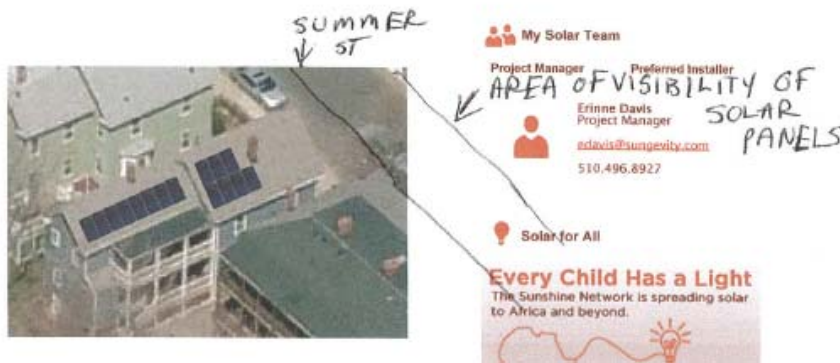 SUMMER
ST
My Solar Team
Project Manager
Preferred Installer
AREA OF VISIBILITY OF
SOLAR
PANELS
Erinne Davis
Project Manager
edavis@sungevity.com
510.496.8927
Solar for All
Every Child Has a Light
The Sunshine Network is spreading solar
to Africa and beyond.